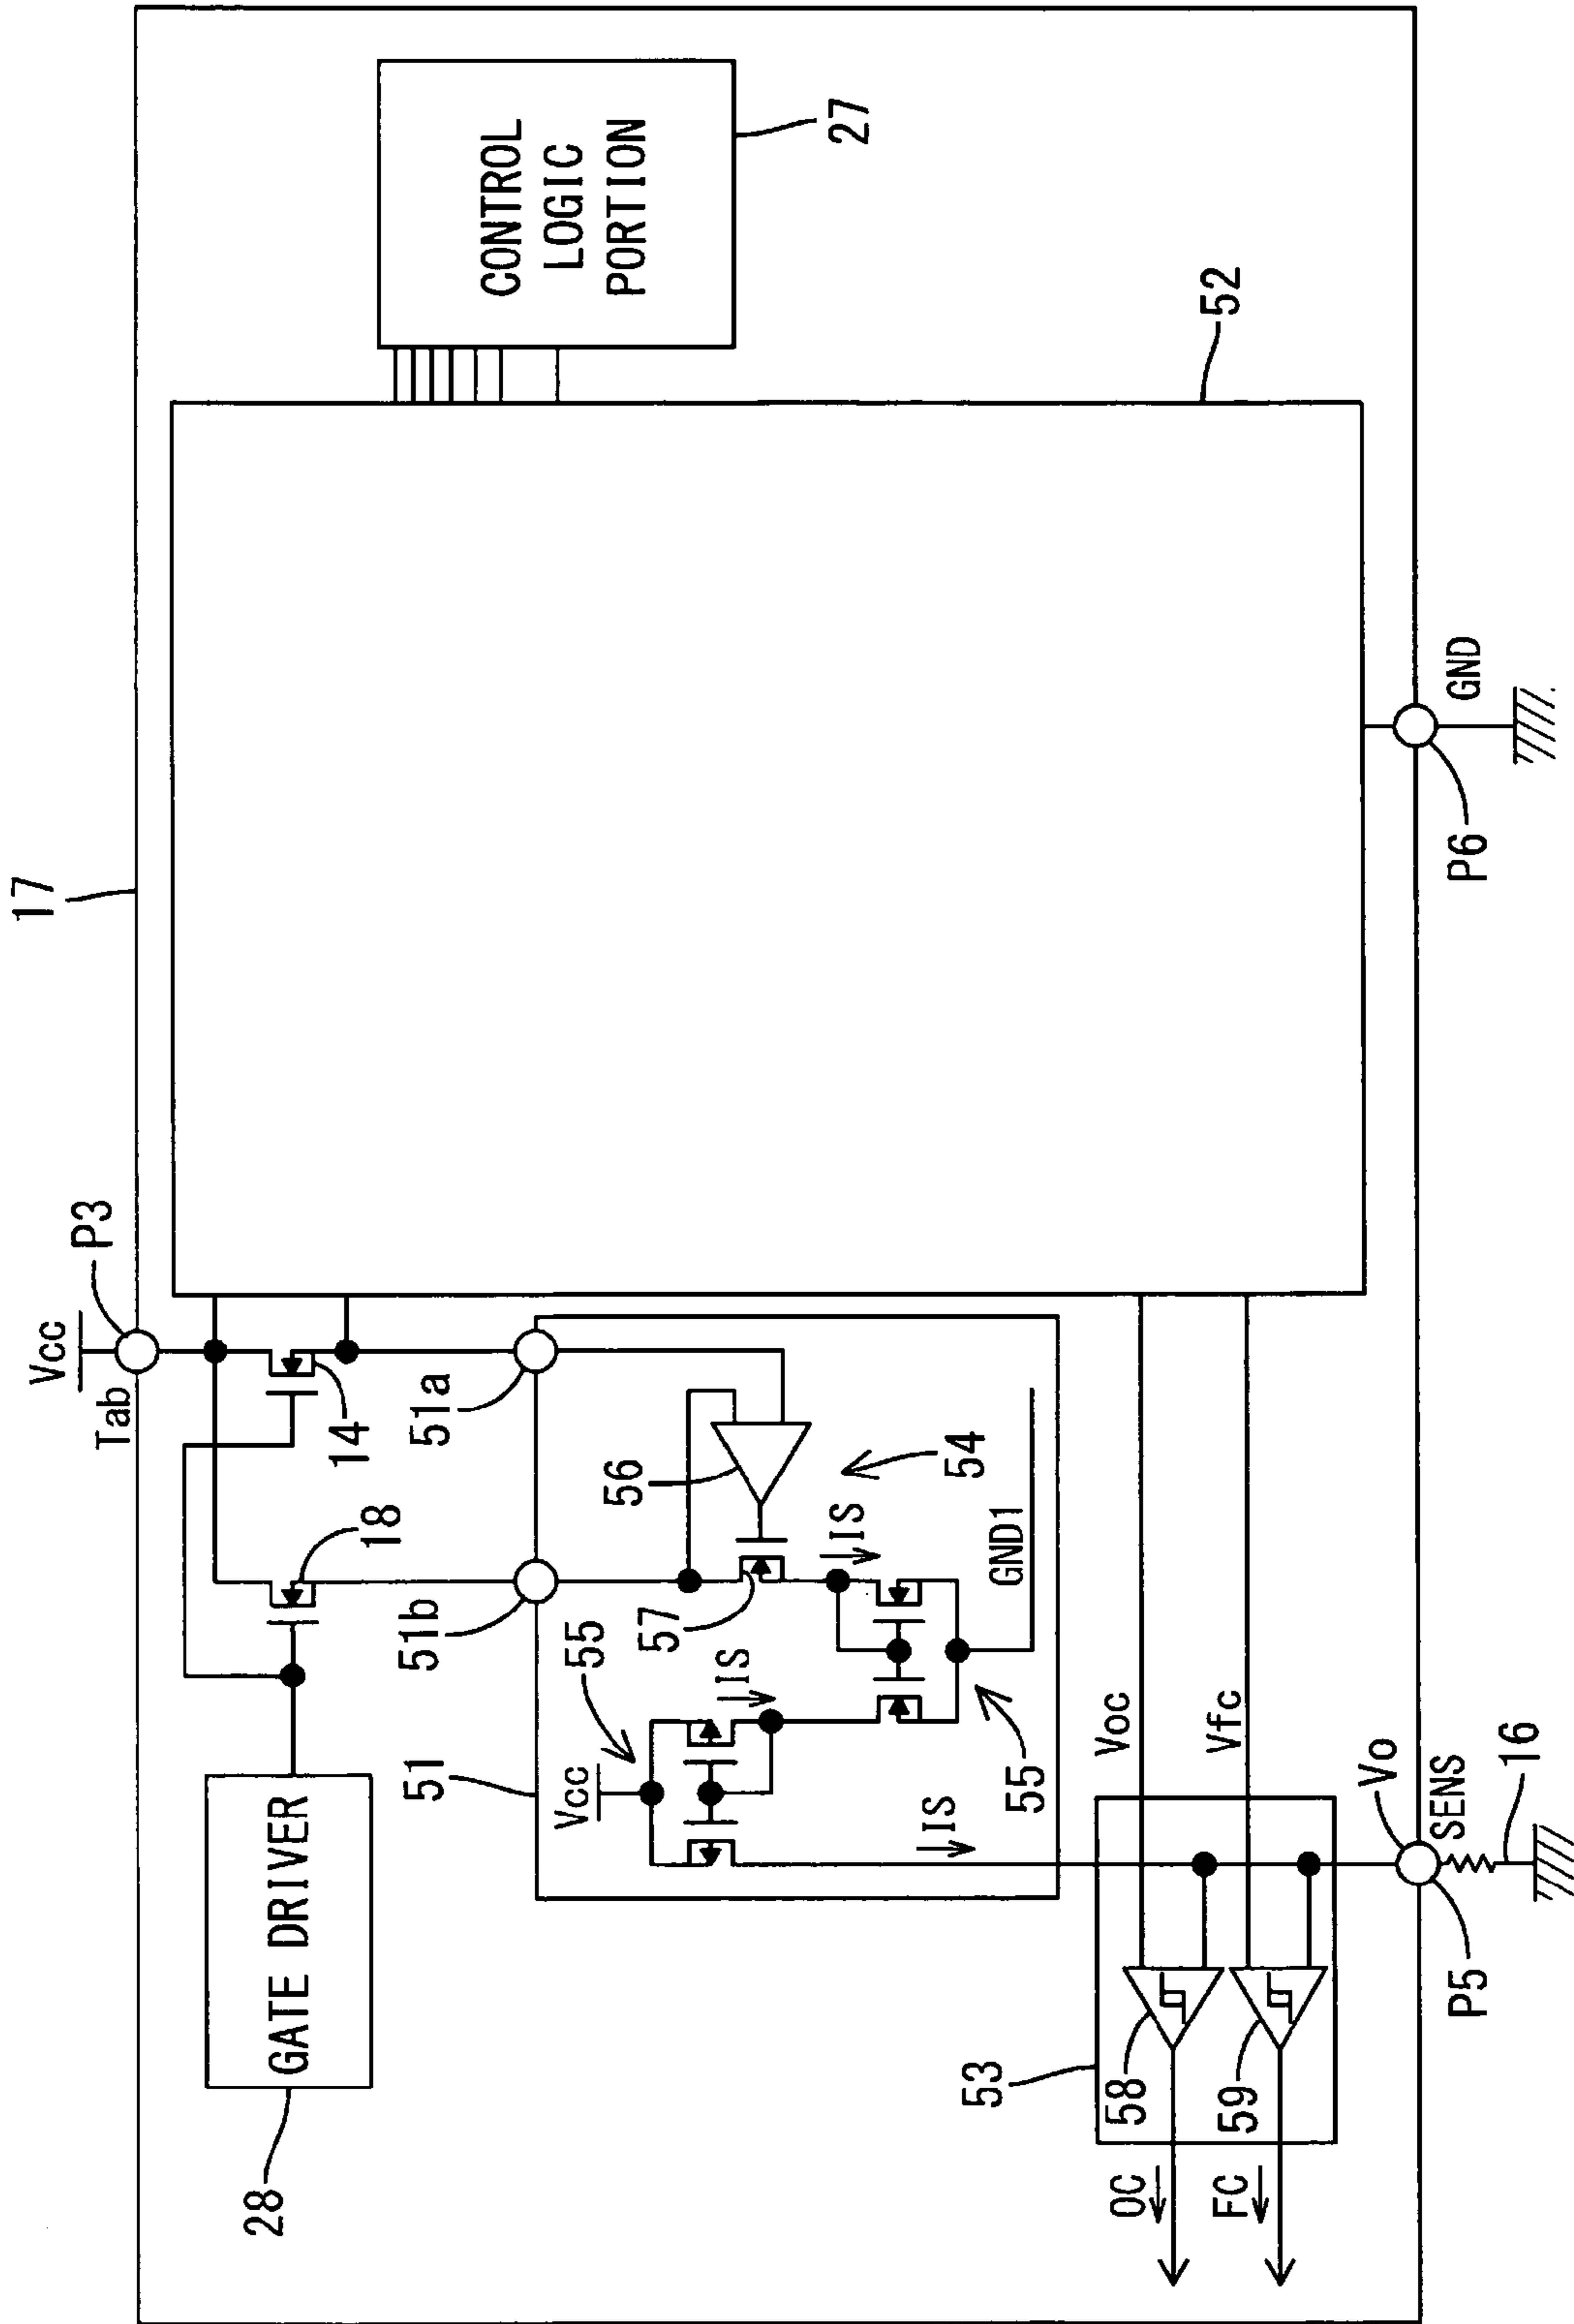 17
Vcc
P3
Tab
28
GATE DRIVER
18
14
CONTROL
LOGIC
PORTION
27
51
51b
51a
Vcc
55
IS
57
56
IS
54
IS
55
GND1
52
53
58
59
Voc
Vfc
OC
FC
Vo
SENS
P5
16
P6
GND